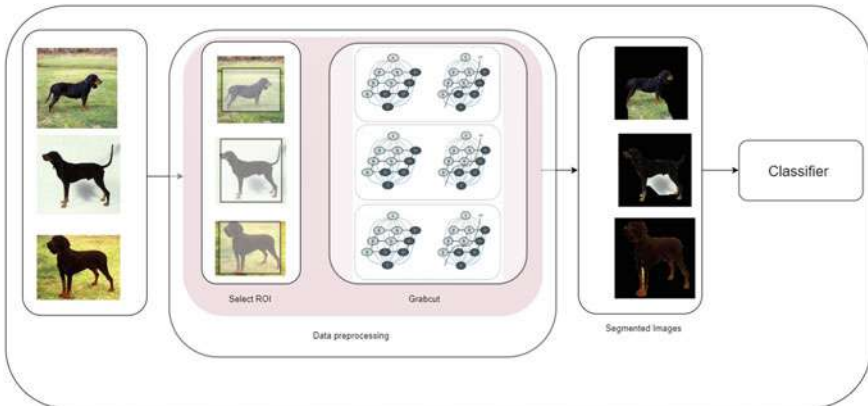 Select ROI
Grabcut
Data preprocessing
Segmented Images
Classifier